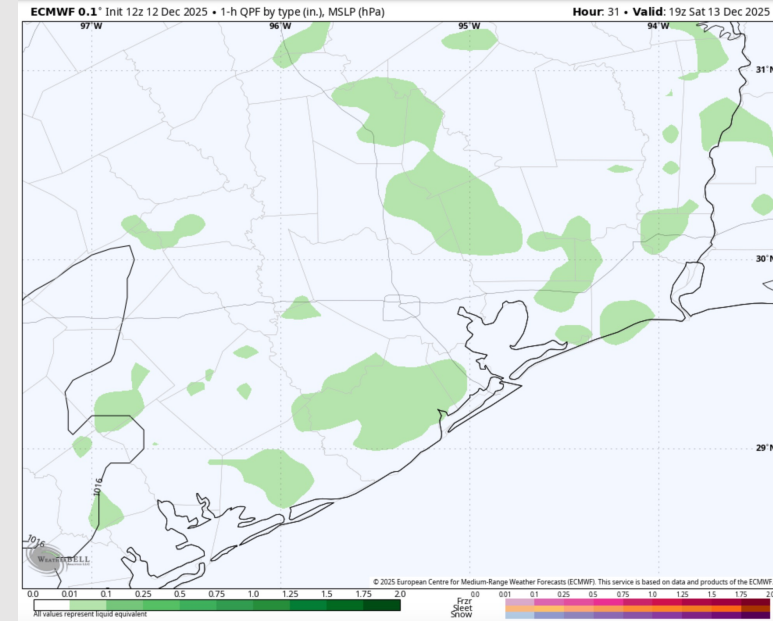 ECMWF 0.1° Init 12z 12 Dec 2025 • 1-h QPF by type (in.), MSLP (hPa) Hour: 31 • Valid: 19z Sat 13 Dec 2025
97°W 96°W 95°W 94°W
31°N
30°N
29°N
1016
1016
WEATHERBELL
© 2025 European Centre for Medium-Range Weather Forecasts (ECMWF). This service is based on data and products of the ECMWF
0.0 0.01 0.1 0.25 0.5 0.75 1.0 1.25 1.5 1.75 2.0
All values represent liquid equivalent
0.0 0.01 0.1 0.25 0.5 0.75 1.0 1.25 1.5 1.75 2.0
Frzr
Sleet
Snow